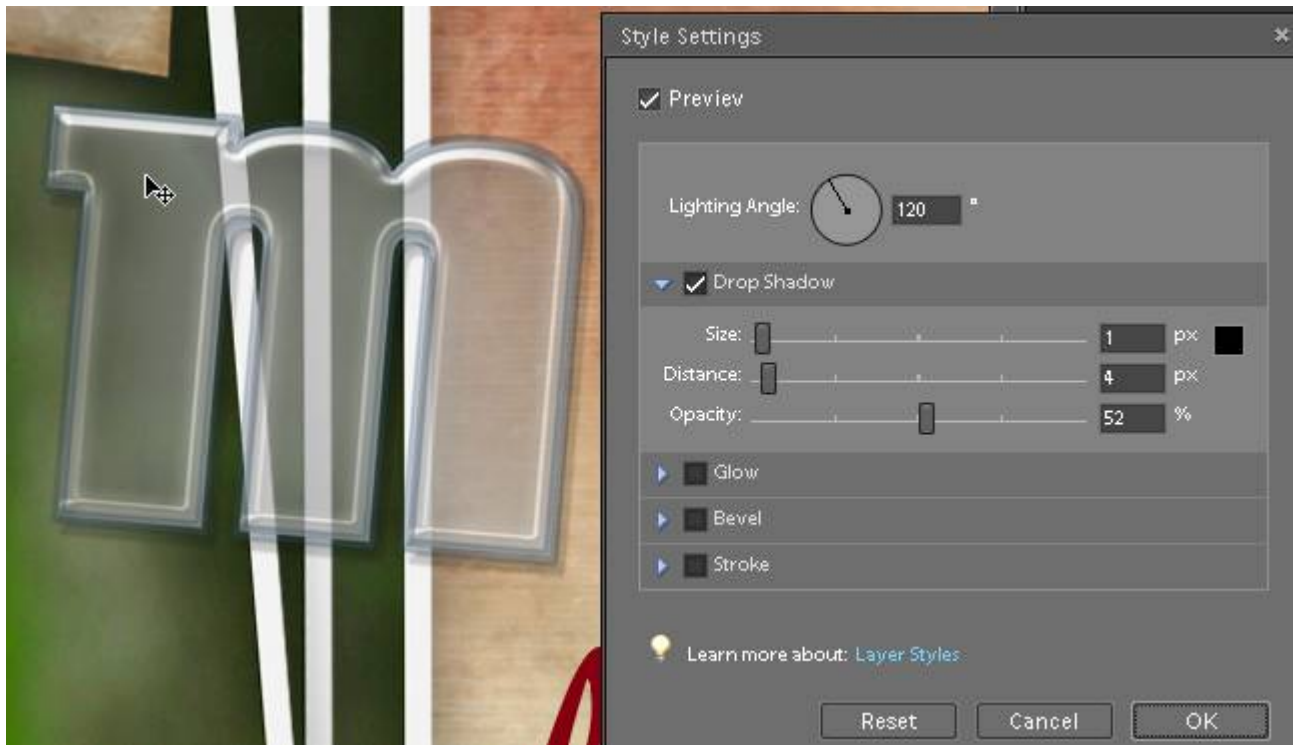 m
Style Settings
Previev
Lighting Angle: 120 °
Drop Shadow
Size: 1 px
Distance: 4 px
Opacity: 52 %
Glow
Bevel
Stroke
Learn more about: Layer Styles
Reset Cancel OK